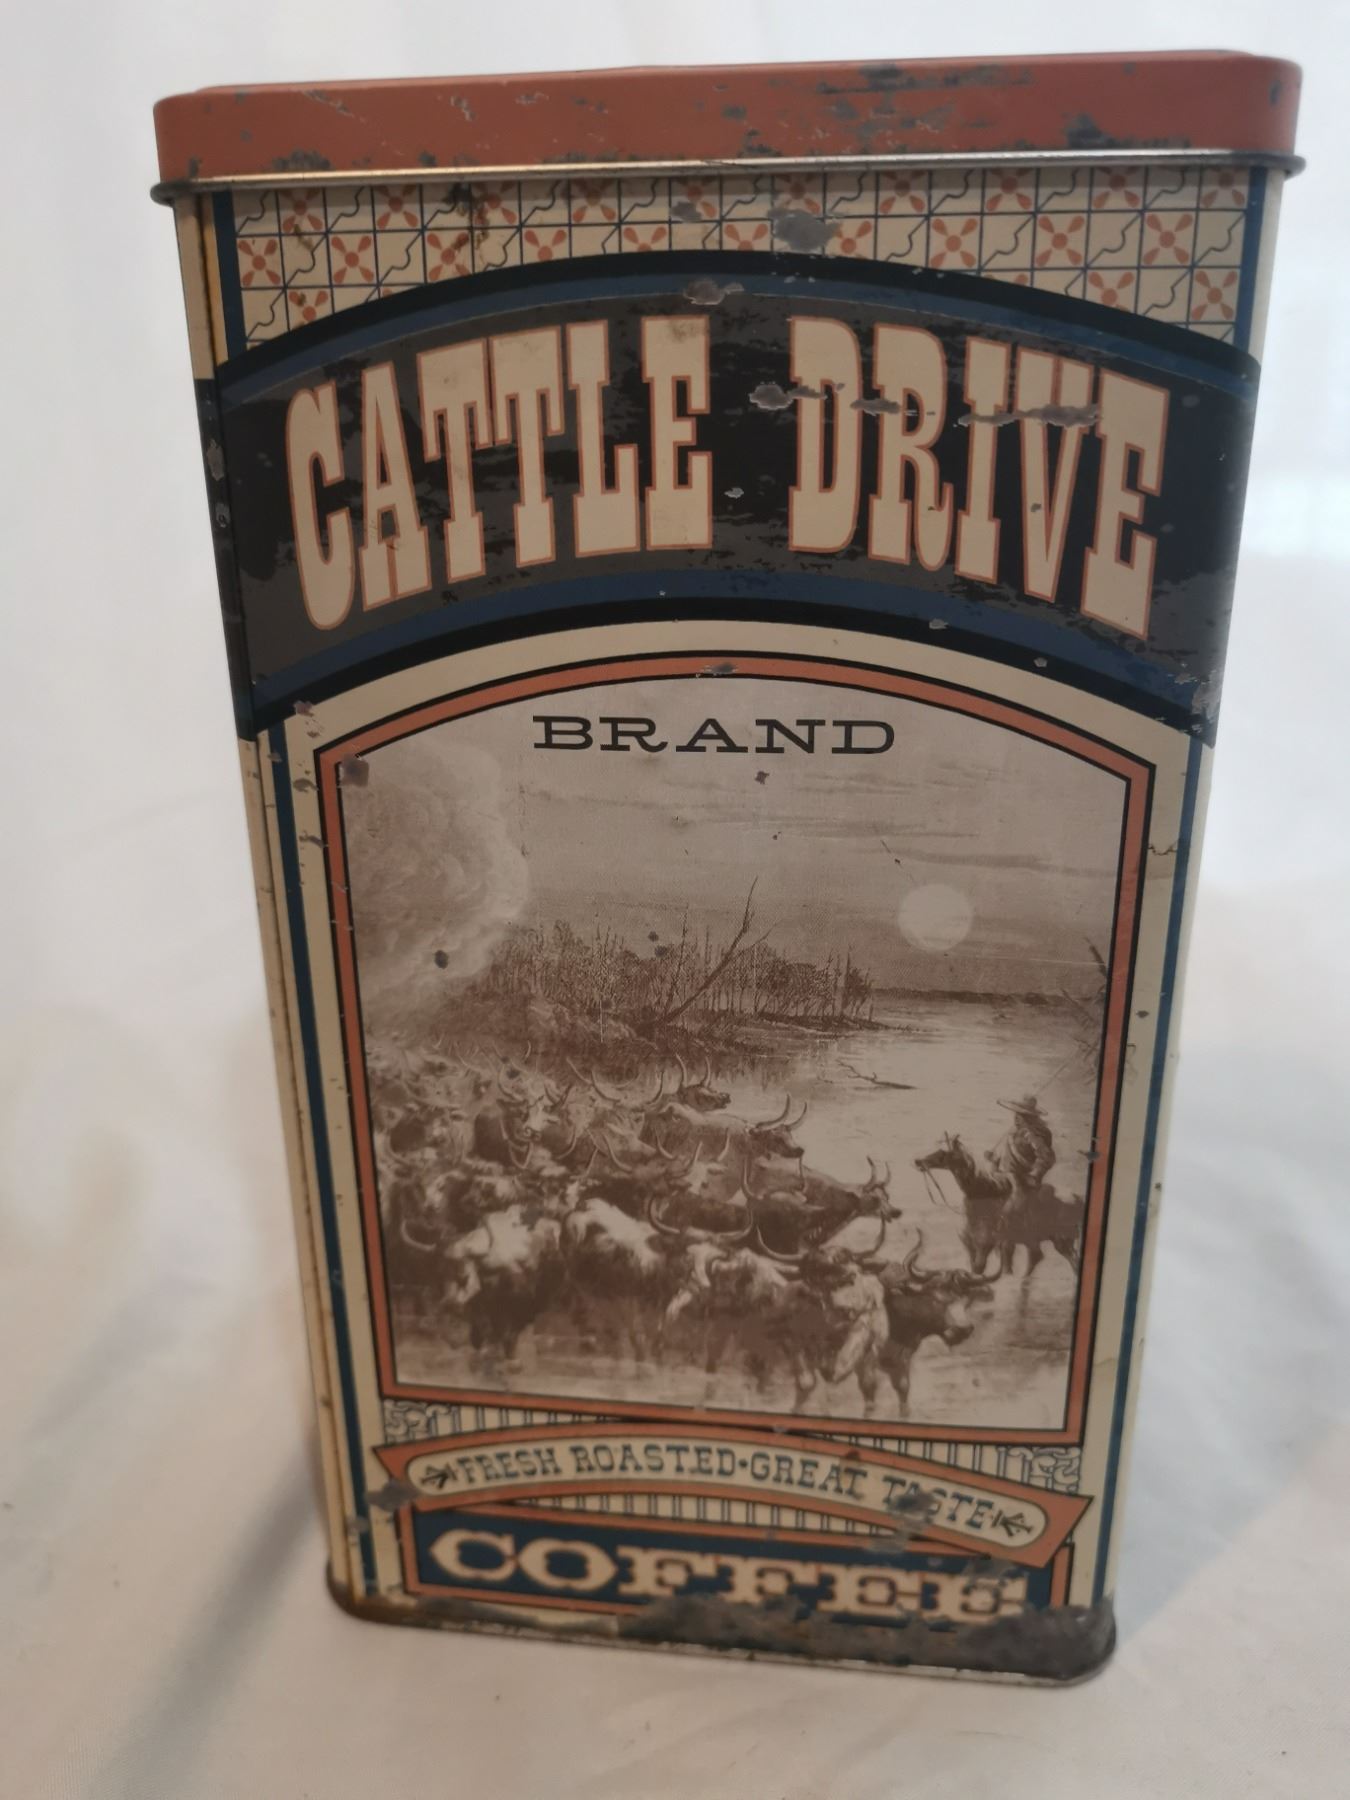 CATTLE DRIVE
BRAND
FRESH ROASTED•GREAT TASTE
COFFEE